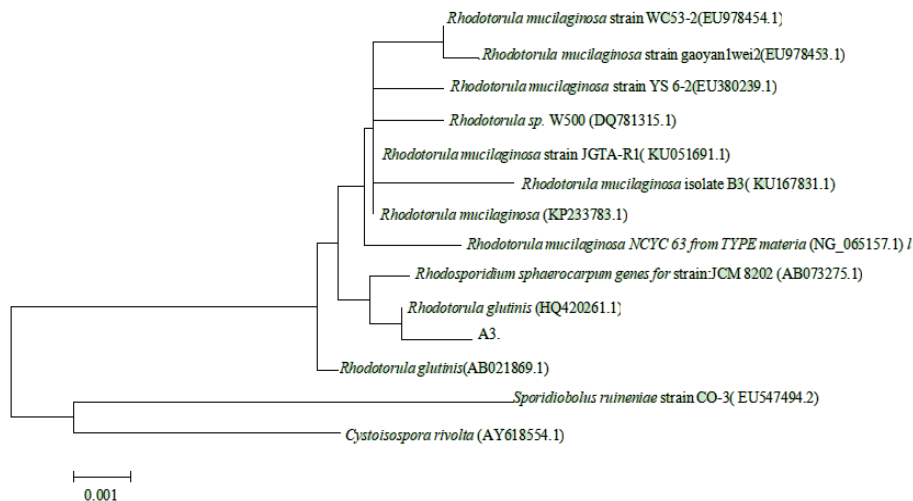 Rhodotorula mucilaginosa strain WC53-2(EU978454.1)
Rhodotorula mucilaginosa strain gaoyan1wei2(EU978453.1)
Rhodotorula mucilaginosa strain YS 6-2(EU380239.1)
Rhodotorula sp. W500 (DQ781315.1)
Rhodotorula mucilaginosa strain JGTA-R1( KU051691.1)
Rhodotorula mucilaginosa isolate B3( KU167831.1)
Rhodotorula mucilaginosa (KP233783.1)
Rhodotorula mucilaginosa NCYC 63 from TYPE materia (NG_065157.1) l
Rhodosporidium sphaerocarpum genes for strain:JCM 8202 (AB073275.1)
Rhodotorula glutinis (HQ420261.1)
A3.
Rhodotorula glutinis(AB021869.1)
Sporidiobolus ruineniae strain CO-3( EU547494.2)
Cystoisospora rivolta (AY618554.1)
0.001